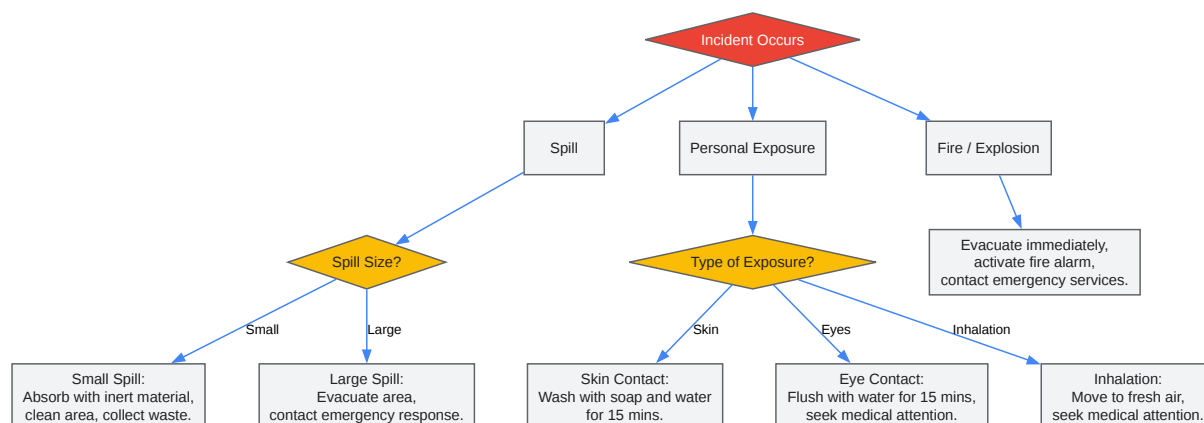 Incident Occurs
Spill
Personal Exposure
Fire / Explosion
Evacuate immediately,
activate fire alarm,
contact emergency services.
Spill Size?
Type of Exposure?
Small
Large
Skin
Eyes
Inhalation
Small Spill:
Absorb with inert material,
clean area, collect waste.
Large Spill:
Evacuate area,
contact emergency response.
Skin Contact:
Wash with soap and water
for 15 mins.
Eye Contact:
Flush with water for 15 mins,
seek medical attention.
Inhalation:
Move to fresh air,
seek medical attention.